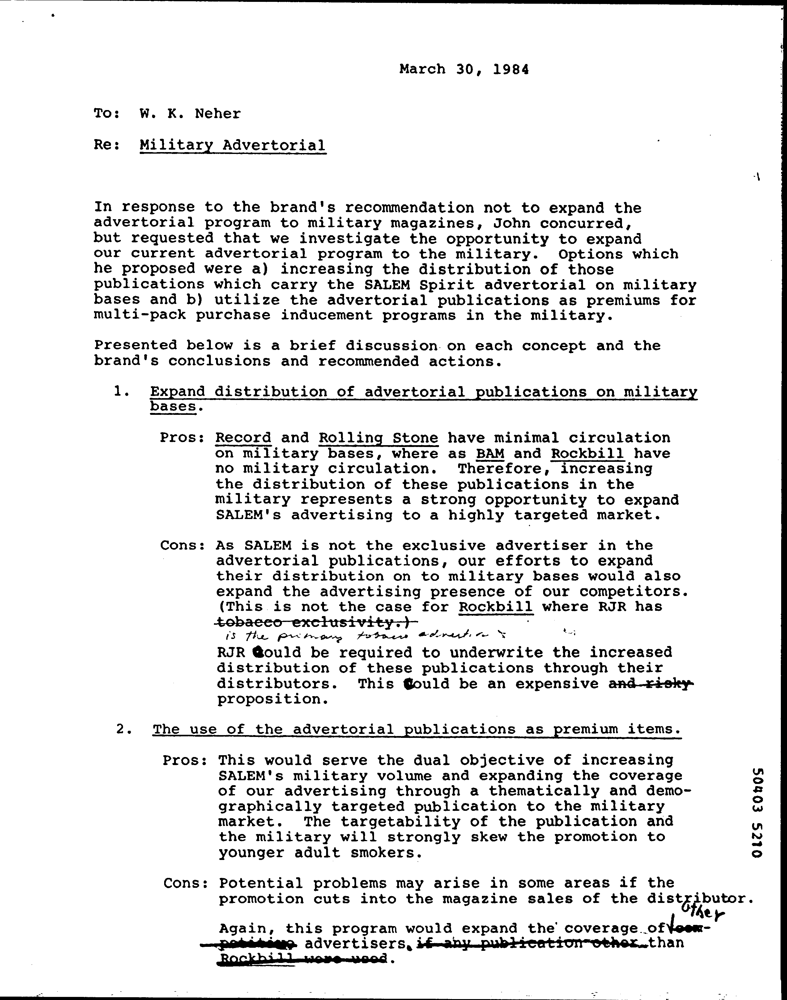 March 30, 1984
To: W. K. Neher
Re: Military Advertorial
In response to the brand's recommendation not to expand the
advertorial program to military magazines, John concurred,
but requested that we investigate the opportunity to expand
our current advertorial program to the military. Options which
he proposed were a) increasing the distribution of those
publications which carry the SALEM Spirit advertorial on military
bases and b) utilize the advertorial publications as premiums for
multi-pack purchase inducement programs in the military.
Presented below is a brief discussion on each concept and the
brand's conclusions and recommended actions.
1. Expand distribution of advertorial publications on military
bases.
Pros: Record and Rolling Stone have minimal circulation
on military bases, where as BAM and Rockbill have
no military circulation. Therefore, increasing
the distribution of these publications in the
military represents a strong opportunity to expand
SALEM's advertising to a highly targeted market.
Cons: As SALEM is not the exclusive advertiser in the
advertorial publications, our efforts to expand
their distribution on to military bases would also
expand the advertising presence of our competitors.
(This is not the case for Rockbill where RJR has
tobacco exclusivity.)
is the primary tobacco
RJR Could be required to underwrite the increased
distribution of these publications through their
distributors. This Could be an expensive and risky
proposition.
2. The use of the advertorial publications as premium items.
Pros: This would serve the dual objective of increasing
SALEM's military volume and expanding the coverage
of our advertising through a thematically and demo-
graphically targeted publication to the military
market. The targetability of the publication and
the military will strongly skew the promotion to
younger adult smokers.
Cons: Potential problems may arise in some areas if the
promotion cuts into the magazine sales of the distributor.
other
Again, this program would expand the coverage of com-
petitive advertisers, if any publication other than
Rockbill were used.
50403 5210